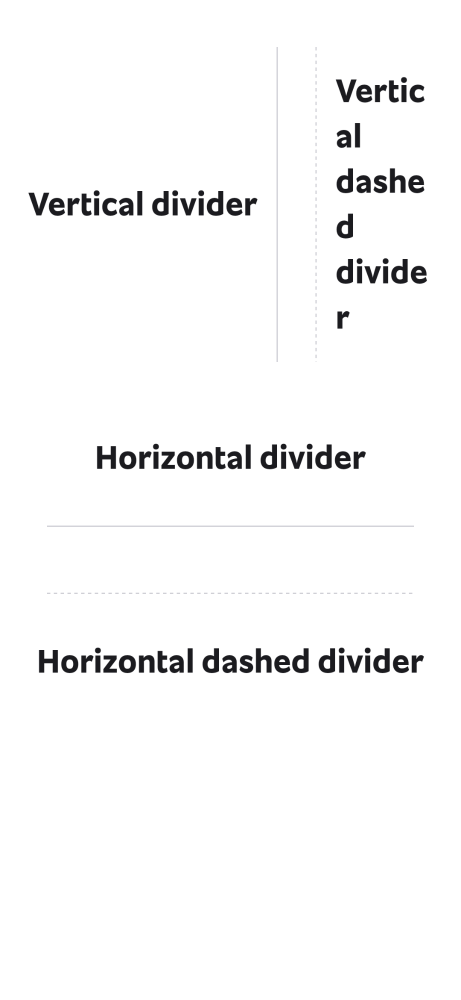 Vertical divider
Vertic
al
dashe
d
divide
r
Horizontal divider
Horizontal dashed divider